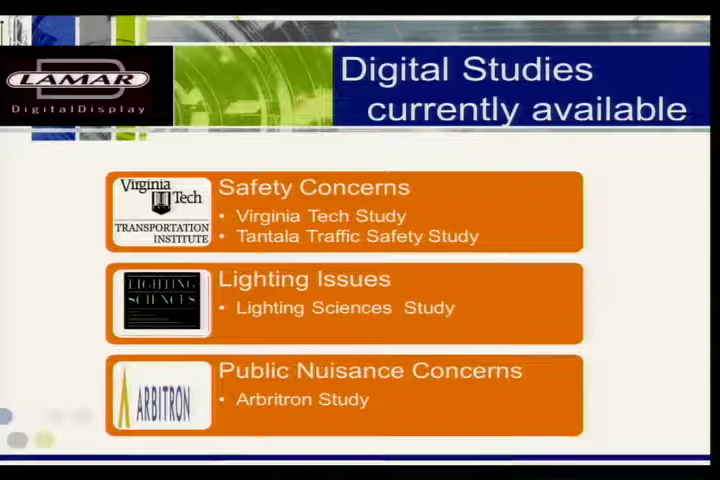 LAMAR
DigitalDisplay
Digital Studies
currently available
Virginia
Tech
TRANSPORTATION
INSTITUTE
Safety Concerns
• Virginia Tech Study
• Tantala Traffic Safety Study
LIGHTING
SCIENCES
Lighting Issues
• Lighting Sciences Study
ARBITRON
Public Nuisance Concerns
• Arbritron Study